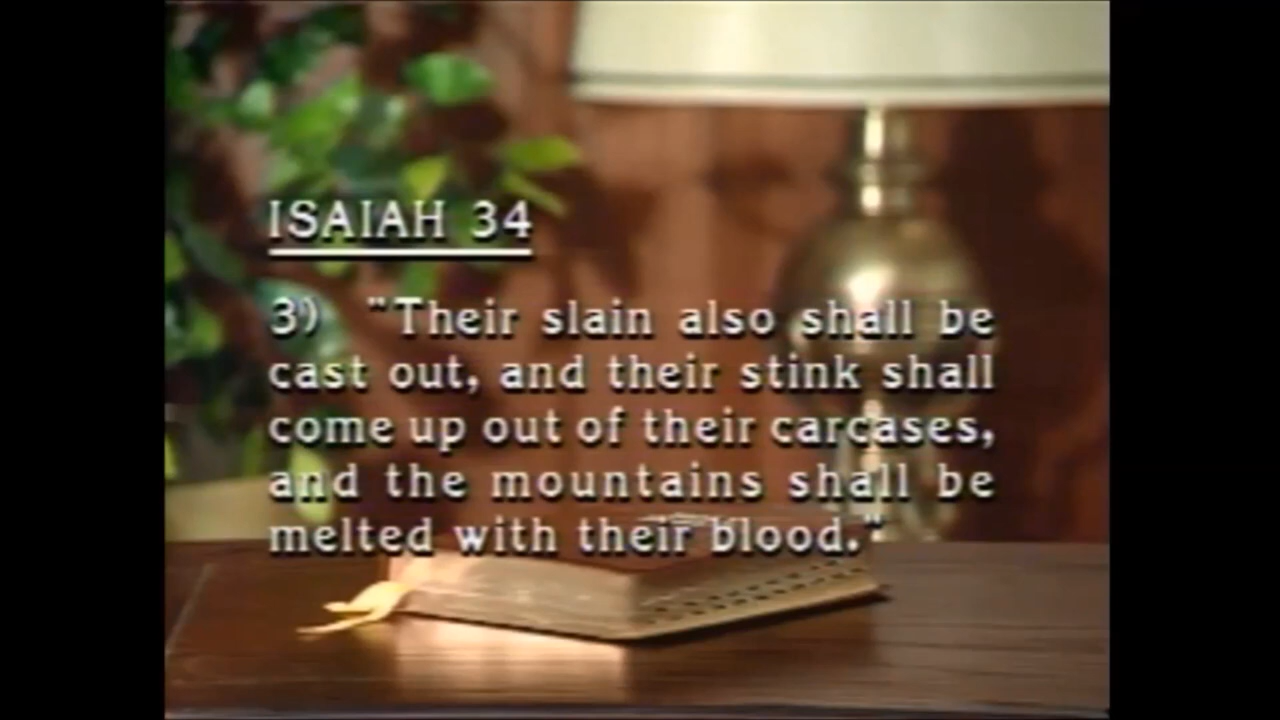 ISAIAH 34
3) "Their slain also shall be
cast out, and their stink shall
come up out of their carcases,
and the mountains shall be
melted with their blood."